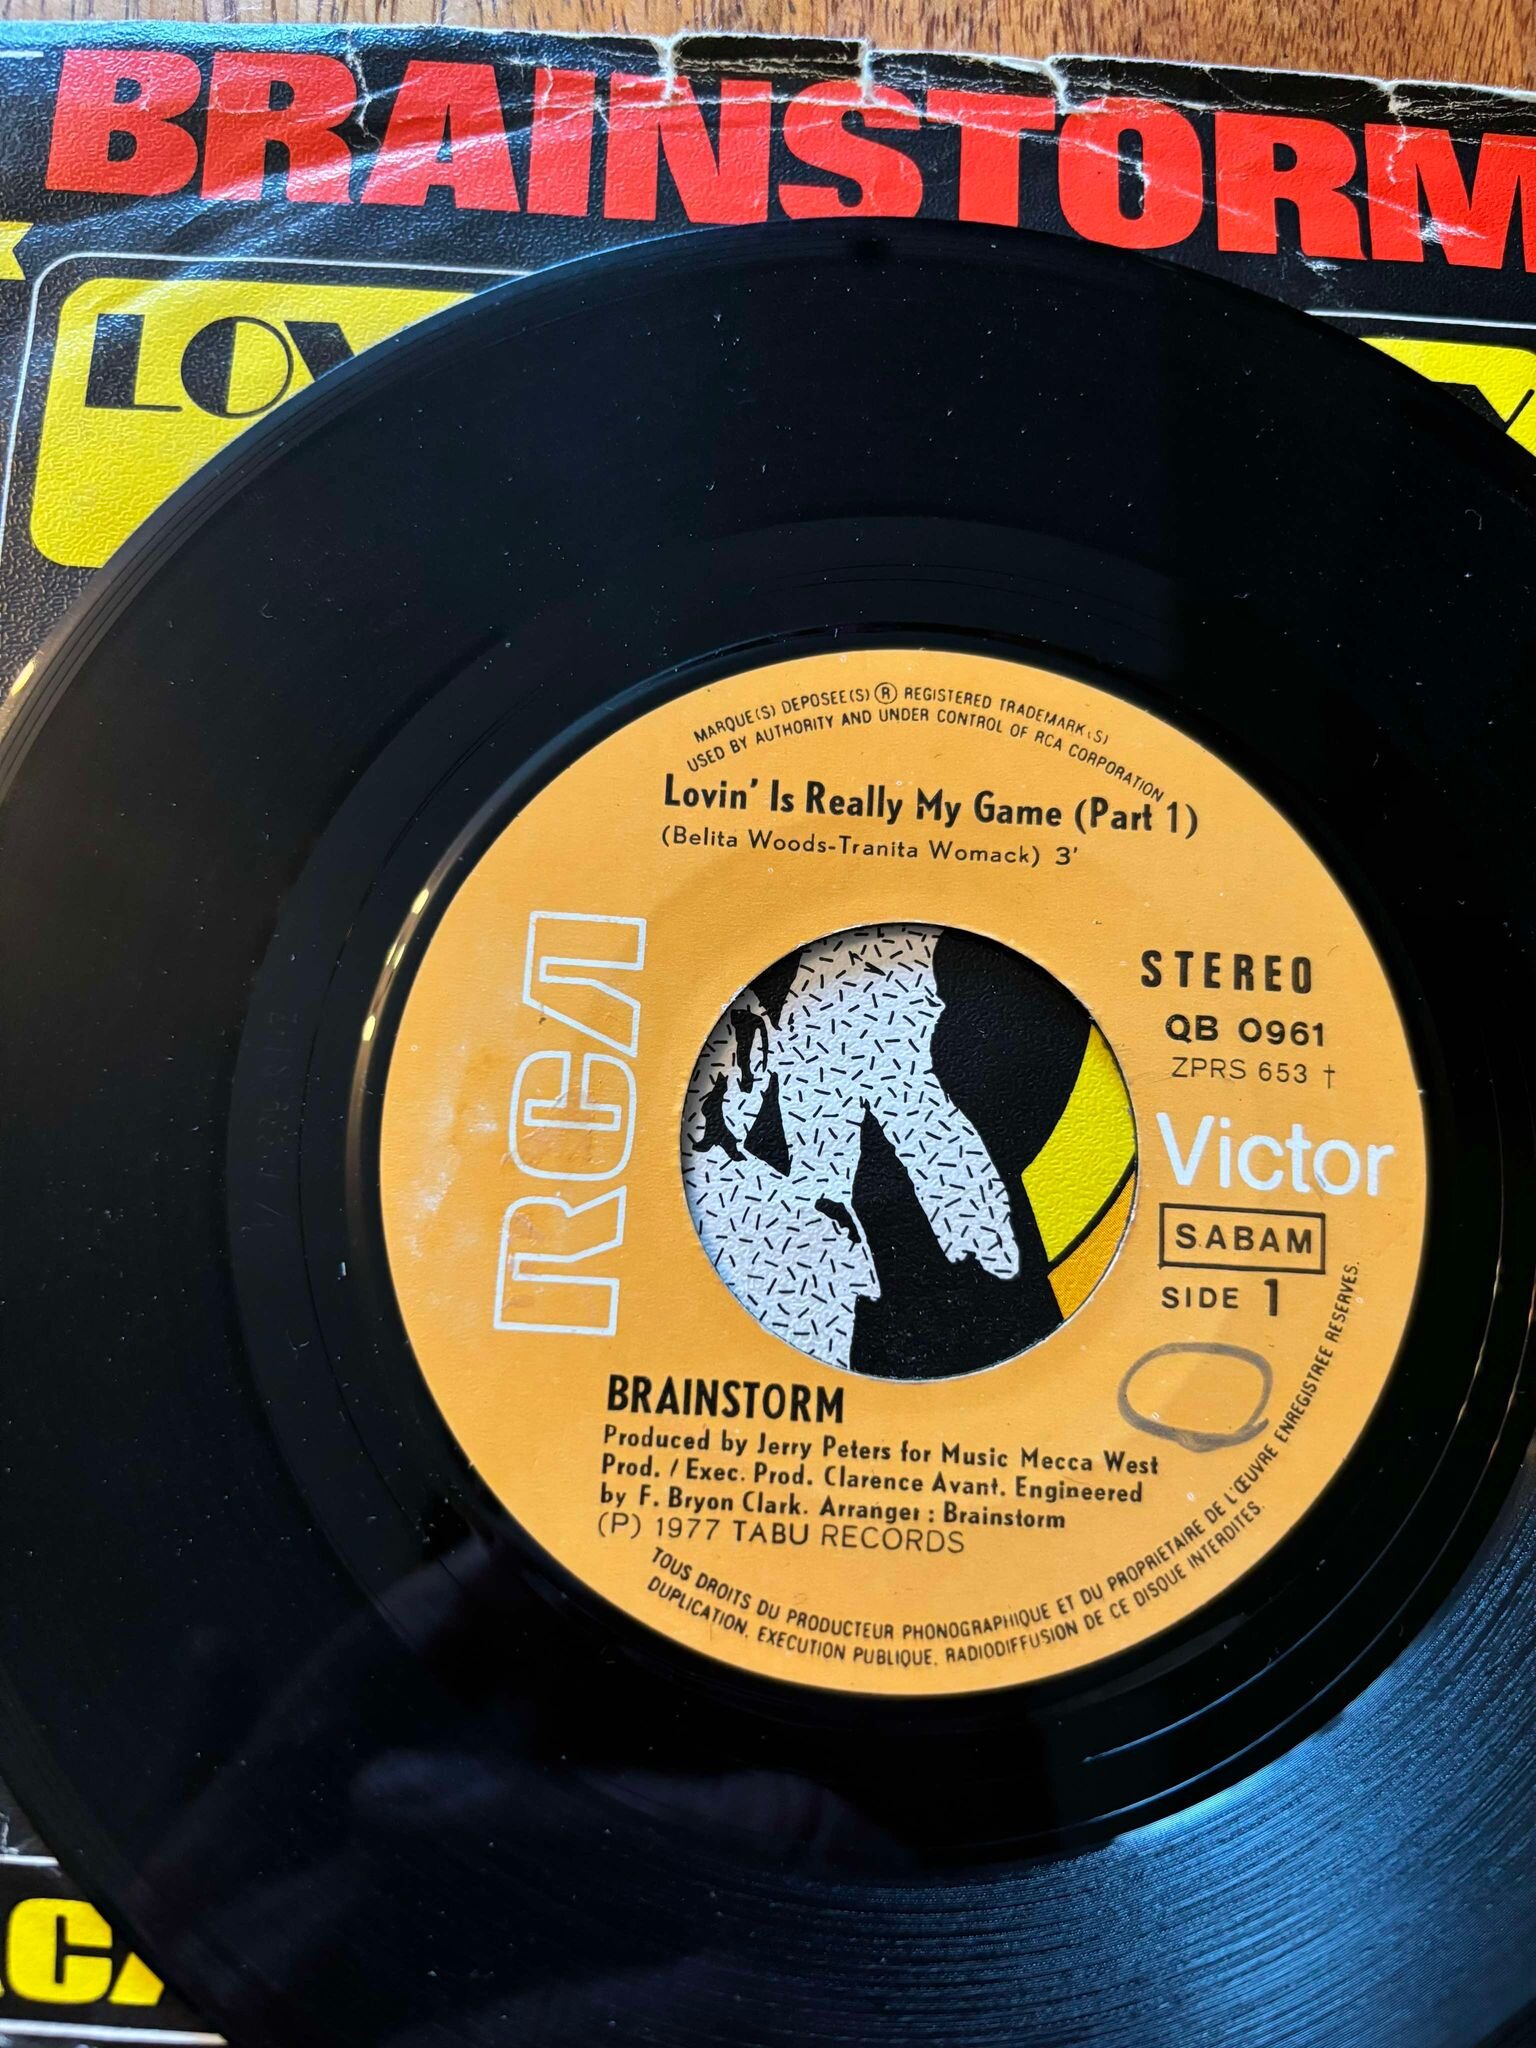 BRAINSTORM
LOV
MARQUE(S) DEPOSEE(S) ® REGISTERED TRADEMARK(S)
USED BY AUTHORITY AND UNDER CONTROL OF RCA CORPORATION
Lovin' Is Really My Game (Part 1)
(Belita Woods-Tranita Womack) 3'
STEREO
QB 0961
ZPRS 653 †
RCA
Victor
SABAM
SIDE 1
BRAINSTORM
Produced by Jerry Peters for Music Mecca West
Prod. / Exec. Prod. Clarence Avant. Engineered
by F. Bryon Clark. Arranger : Brainstorm
(P) 1977 TABU RECORDS
TOUS DROITS DU PRODUCTEUR PHONOGRAPHIQUE ET DU PROPRIETAIRE DE L'ŒUVRE ENREGISTREE RESERVES.
DUPLICATION, EXECUTION PUBLIQUE, RADIODIFFUSION DE CE DISQUE INTERDITES.